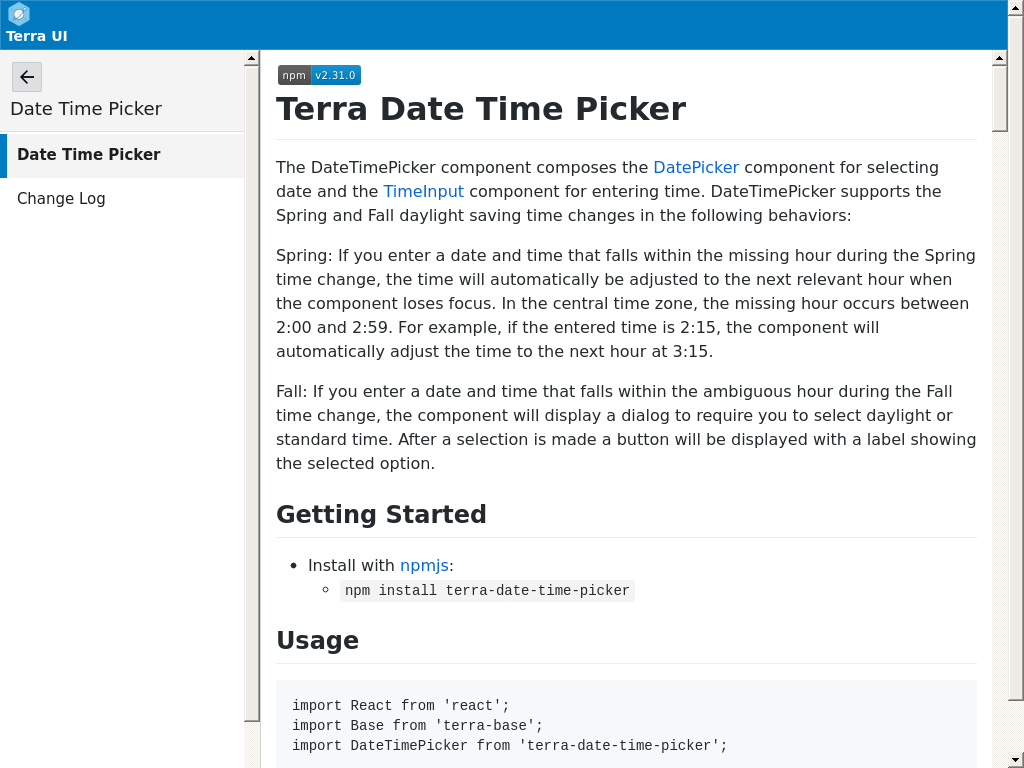 Terra UI
Date Time Picker
Date Time Picker
Change Log
npm v2.31.0
Terra Date Time Picker
The DateTimePicker component composes the DatePicker component for selecting
date and the TimeInput component for entering time. DateTimePicker supports the
Spring and Fall daylight saving time changes in the following behaviors:
Spring: If you enter a date and time that falls within the missing hour during the Spring
time change, the time will automatically be adjusted to the next relevant hour when
the component loses focus. In the central time zone, the missing hour occurs between
2:00 and 2:59. For example, if the entered time is 2:15, the component will
automatically adjust the time to the next hour at 3:15.
Fall: If you enter a date and time that falls within the ambiguous hour during the Fall
time change, the component will display a dialog to require you to select daylight or
standard time. After a selection is made a button will be displayed with a label showing
the selected option.
Getting Started
Install with npmjs:
npm install terra-date-time-picker
Usage
import React from 'react';
import Base from 'terra-base';
import DateTimePicker from 'terra-date-time-picker';